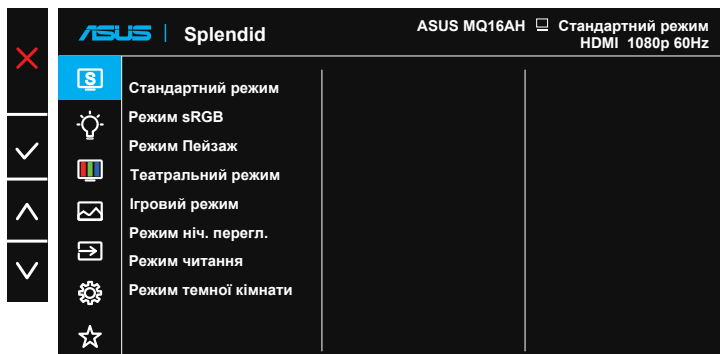 ASUS | Splendid
ASUS MQ16AH Стандартний режим
HDMI 1080p 60Hz
S
Стандартний режим
Режим sRGB
Режим Пейзаж
Театральний режим
Ігровий режим
Режим ніч. перегл.
Режим читання
Режим темної кімнати